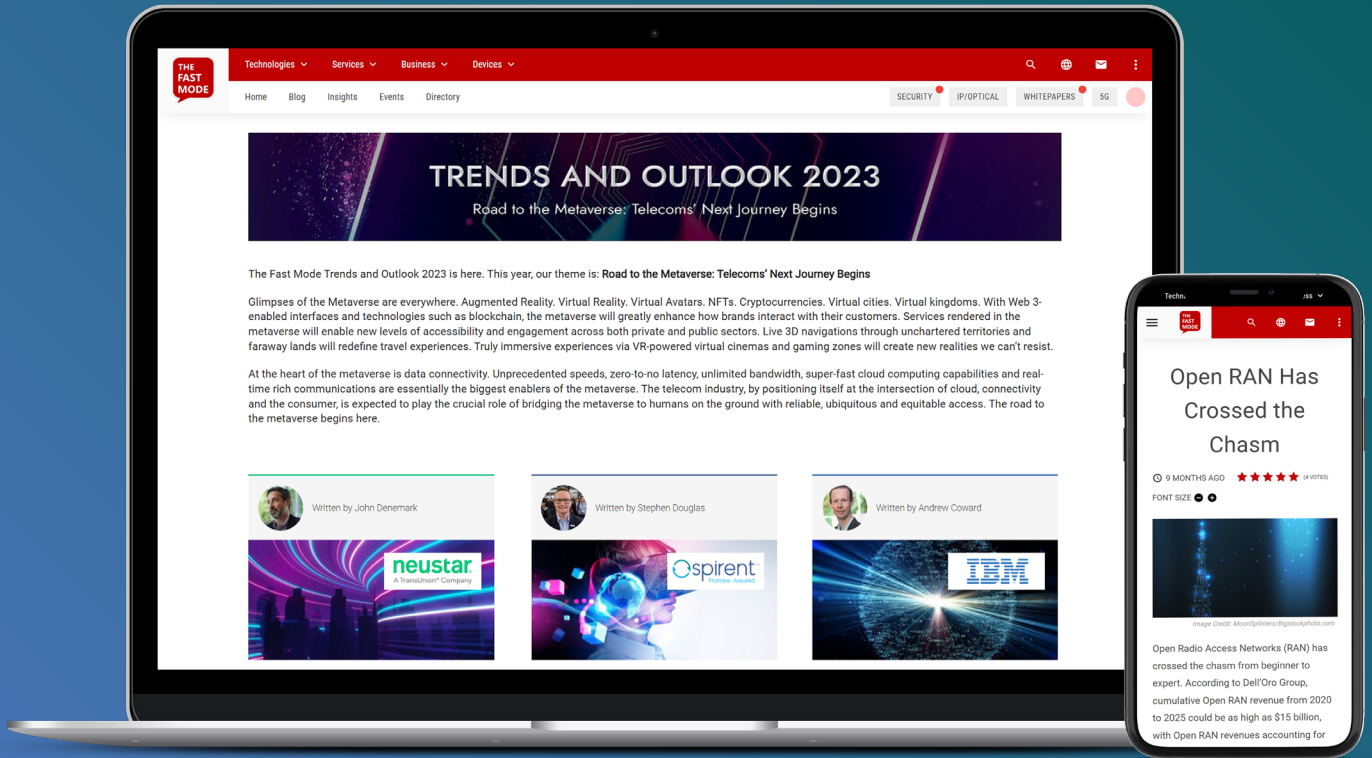 THE
FAST
MODE
Technologies
Services
Business
Devices
Home
Blog
Insights
Events
Directory
SECURITY
IP/OPTICAL
WHITEPAPERS
5G
TRENDS AND OUTLOOK 2023
Road to the Metaverse: Telecoms' Next Journey Begins
The Fast Mode Trends and Outlook 2023 is here. This year, our theme is: Road to the Metaverse: Telecoms' Next Journey Begins
Glimpses of the Metaverse are everywhere. Augmented Reality. Virtual Reality. Virtual Avatars. NFTs. Cryptocurrencies. Virtual cities. Virtual kingdoms. With Web 3-
enabled interfaces and technologies such as blockchain, the metaverse will greatly enhance how brands interact with their customers. Services rendered in the
metaverse will enable new levels of accessibility and engagement across both private and public sectors. Live 3D navigations through unchartered territories and
faraway lands will redefine travel experiences. Truly immersive experiences via VR-powered virtual cinemas and gaming zones will create new realities we can't resist.
At the heart of the metaverse is data connectivity. Unprecedented speeds, zero-to-no latency, unlimited bandwidth, super-fast cloud computing capabilities and real-
time rich communications are essentially the biggest enablers of the metaverse. The telecom industry, by positioning itself at the intersection of cloud, connectivity
and the consumer, is expected to play the crucial role of bridging the metaverse to humans on the ground with reliable, ubiquitous and equitable access. The road to
the metaverse begins here.
Written by John Denemark
neustar
A TransUnion® Company
Written by Stephen Douglas
spirent™
Promise. Assured.
Written by Andrew Coward
IBM
Techn
ess
THE
FAST
MODE
Open RAN Has
Crossed the
Chasm
9 MONTHS AGO
(4 VOTES)
FONT SIZE
Image Credit: MoonSplinters/Bigstockphoto.com
Open Radio Access Networks (RAN) has
crossed the chasm from beginner to
expert. According to Dell'Oro Group,
cumulative Open RAN revenue from 2020
to 2025 could be as high as $15 billion,
with Open RAN revenues accounting for